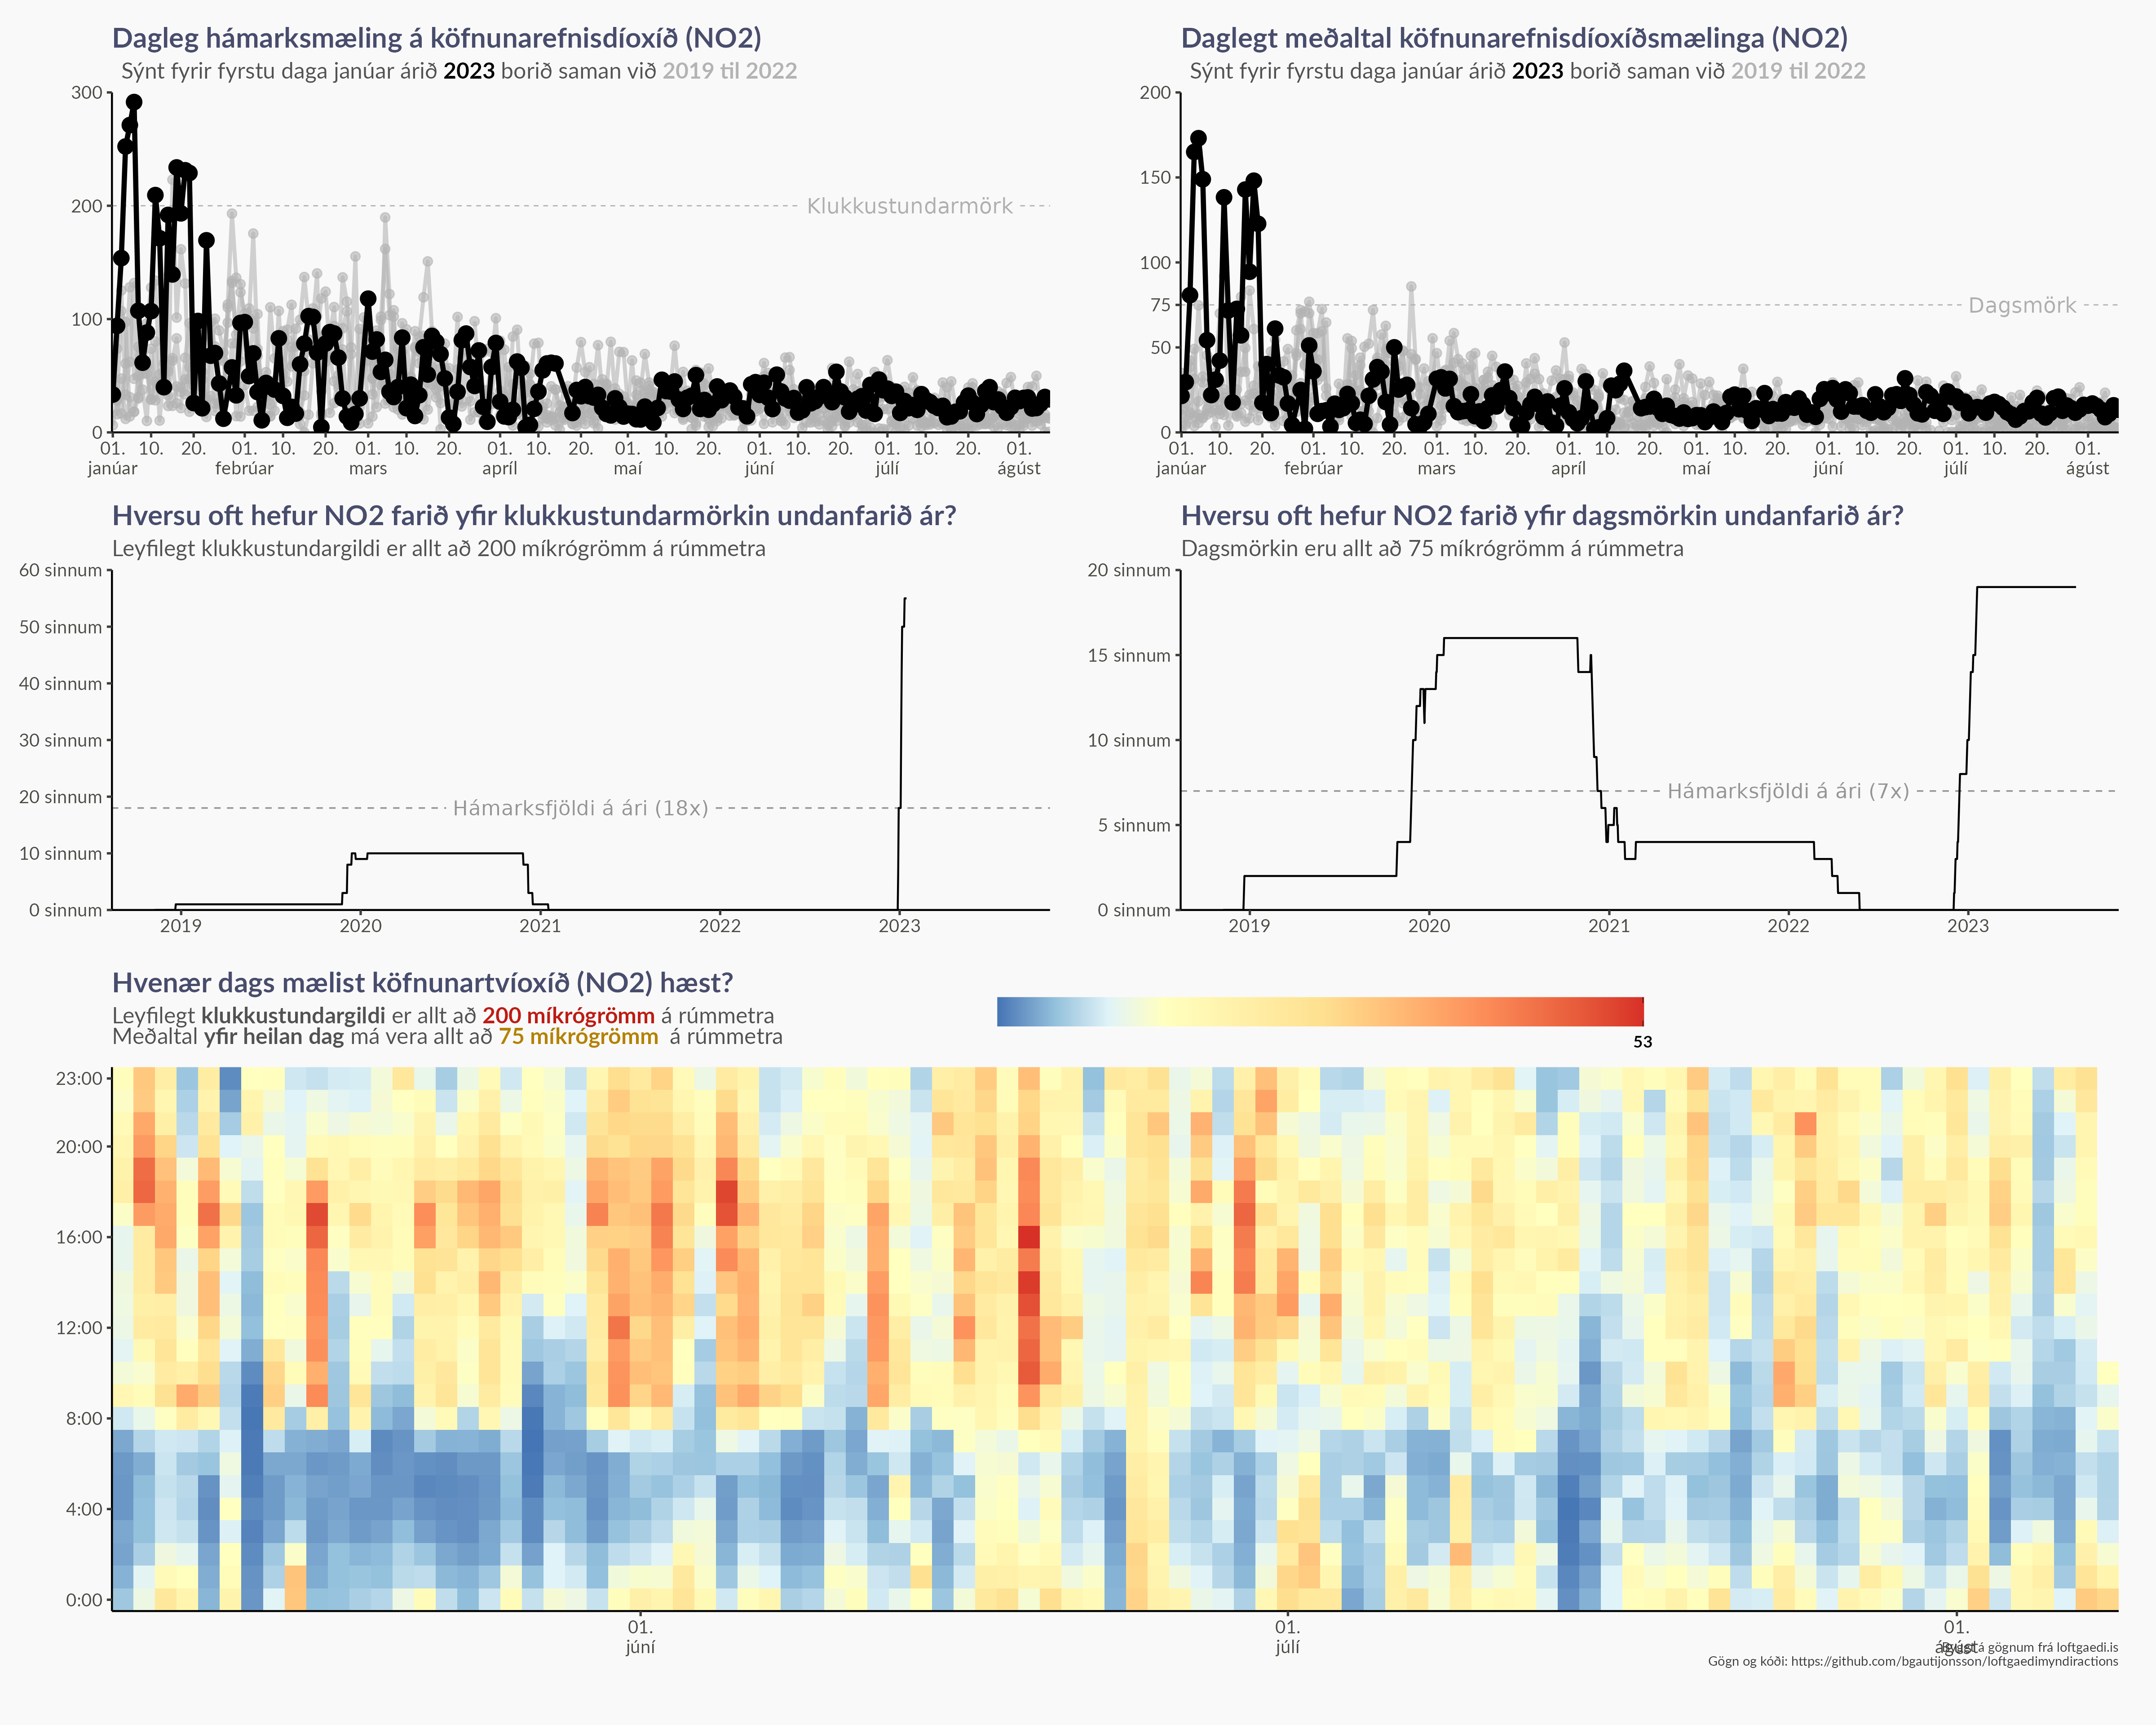 Dagleg hámarksmæling á köfnunarefnisdíoxíð (NO2)
Sýnt fyrir fyrstu daga janúar árið 2023 borið saman við 2019 til 2022
300
200
100
0
Klukkustundarmörk
01. 10. 20. 01. 10. 20. 01. 10. 20. 01. 10. 20. 01. 10. 20. 01. 10. 20. 01. 10. 20. 01.
janúar febrúar mars apríl maí júní júlí ágúst
Daglegt meðaltal köfnunarefnisdíoxíðsmælinga (NO2)
Sýnt fyrir fyrstu daga janúar árið 2023 borið saman við 2019 til 2022
200
150
100
75
50
0
Dagsmörk
01. 10. 20. 01. 10. 20. 01. 10. 20. 01. 10. 20. 01. 10. 20. 01. 10. 20. 01. 10. 20. 01.
janúar febrúar mars apríl maí júní júlí ágúst
Hversu oft hefur NO2 farið yfir klukkustundarmörkin undanfarið ár?
Leyfilegt klukkustundargildi er allt að 200 míkrógrömm á rúmmetra
60 sinnum
50 sinnum
40 sinnum
30 sinnum
20 sinnum
10 sinnum
0 sinnum
Hámarksfjöldi á ári (18x)
2019 2020 2021 2022 2023
Hversu oft hefur NO2 farið yfir dagsmörkin undanfarið ár?
Dagsmörkin eru allt að 75 míkrógrömm á rúmmetra
20 sinnum
15 sinnum
10 sinnum
5 sinnum
0 sinnum
Hámarksfjöldi á ári (7x)
2019 2020 2021 2022 2023
Hvenær dags mælist köfnunartvíoxíð (NO2) hæst?
Leyfilegt klukkustundargildi er allt að 200 míkrógrömm á rúmmetra
Meðaltal yfir heilan dag má vera allt að 75 míkrógrömm á rúmmetra
53
23:00
20:00
16:00
12:00
8:00
4:00
0:00
01. 01. 01.
júní júlí ágúst
á gögnum frá loftgaedi.is
Gögn og kóði: https://github.com/bgautijonsson/loftgaedimyndiractions